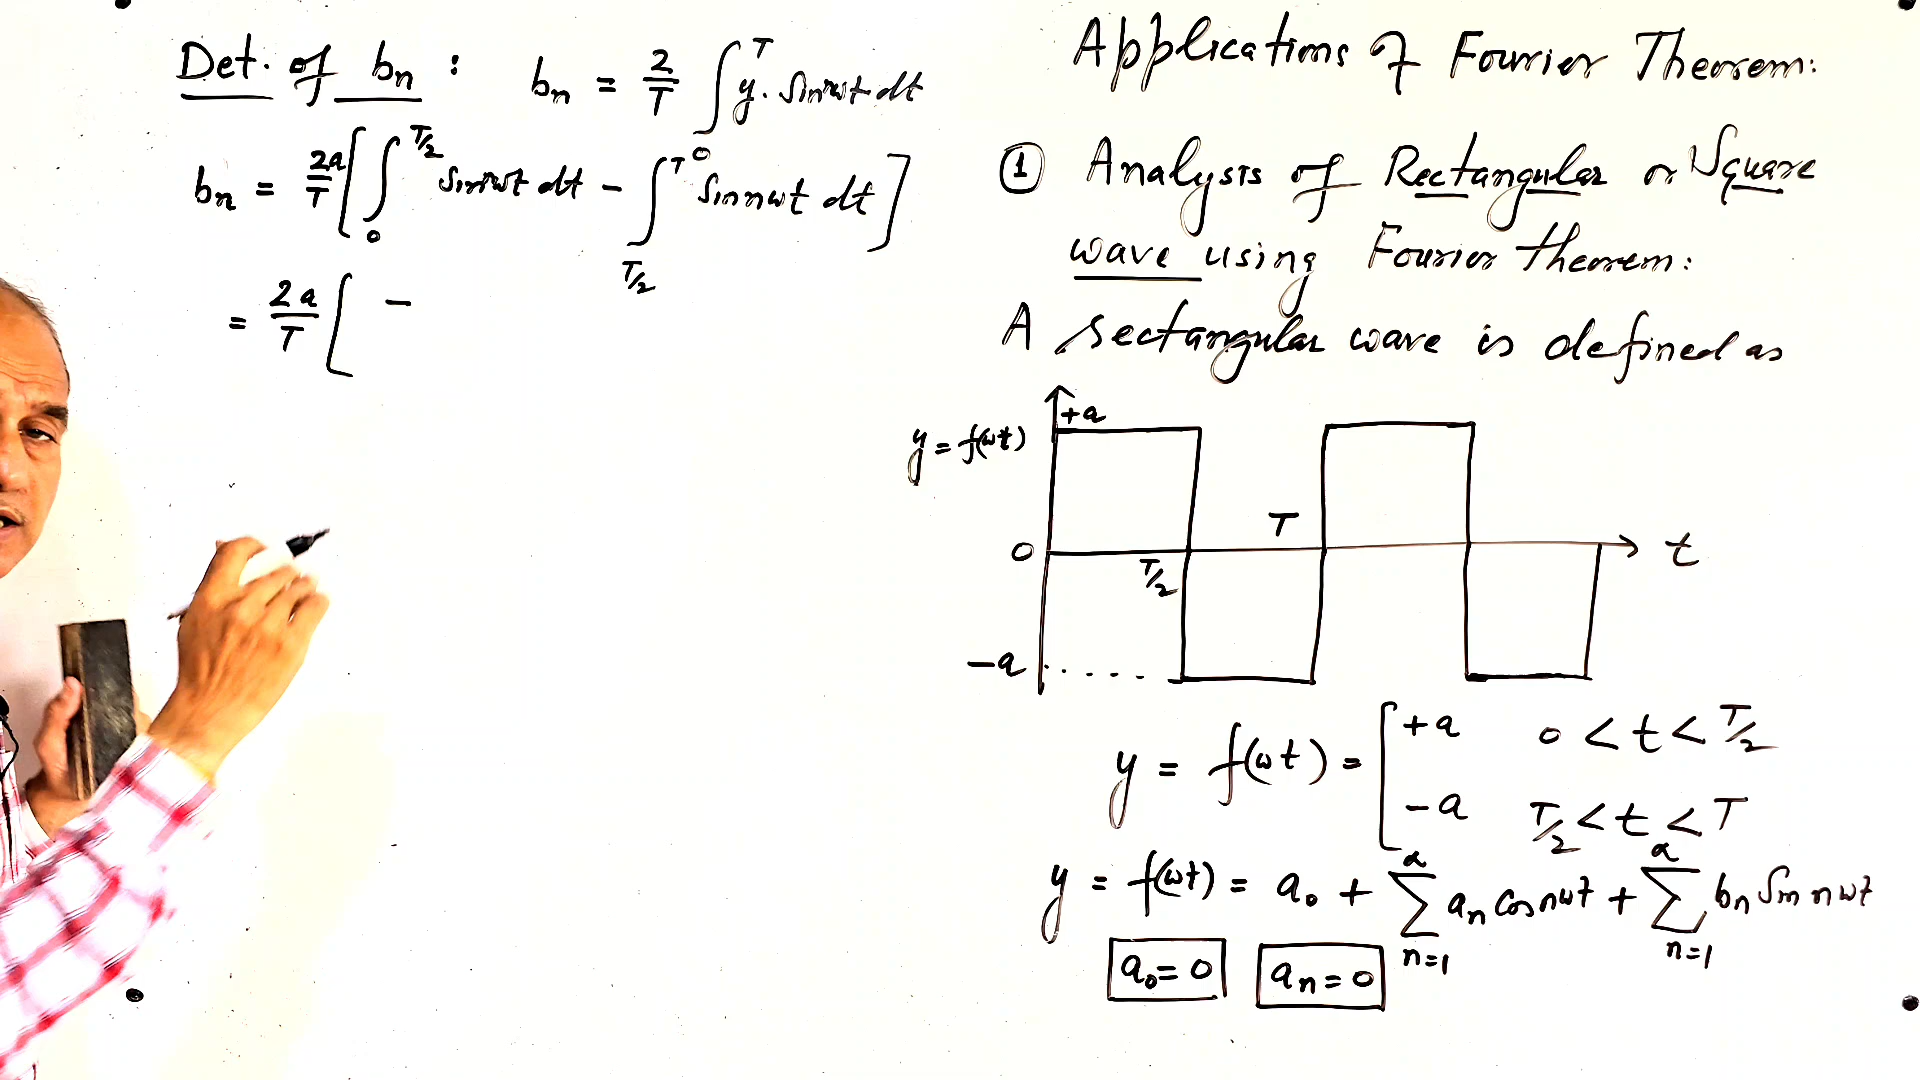 Det. of bn : bn = 2/T ∫₀ᵀ y. Sin nωt dt
bn = 2a/T [ ∫₀^T/2 Sin nωt dt - ∫_T/2^T Sin nωt dt ]
= 2a/T [ -
Applications of Fourier Theorem:
① Analysis of Rectangular or Square
wave using Fourier theorem:
A rectangular wave is defined as
+a
y = f(ωt)
T
0
T/2
t
-a
y = f(ωt) = [ +a 0 < t < T/2
-a T/2 < t < T
y = f(ωt) = a₀ + ∑_{n=1}^{α} an Cos nωt + ∑_{n=1}^{α} bn Sin nωt
a₀ = 0 an = 0